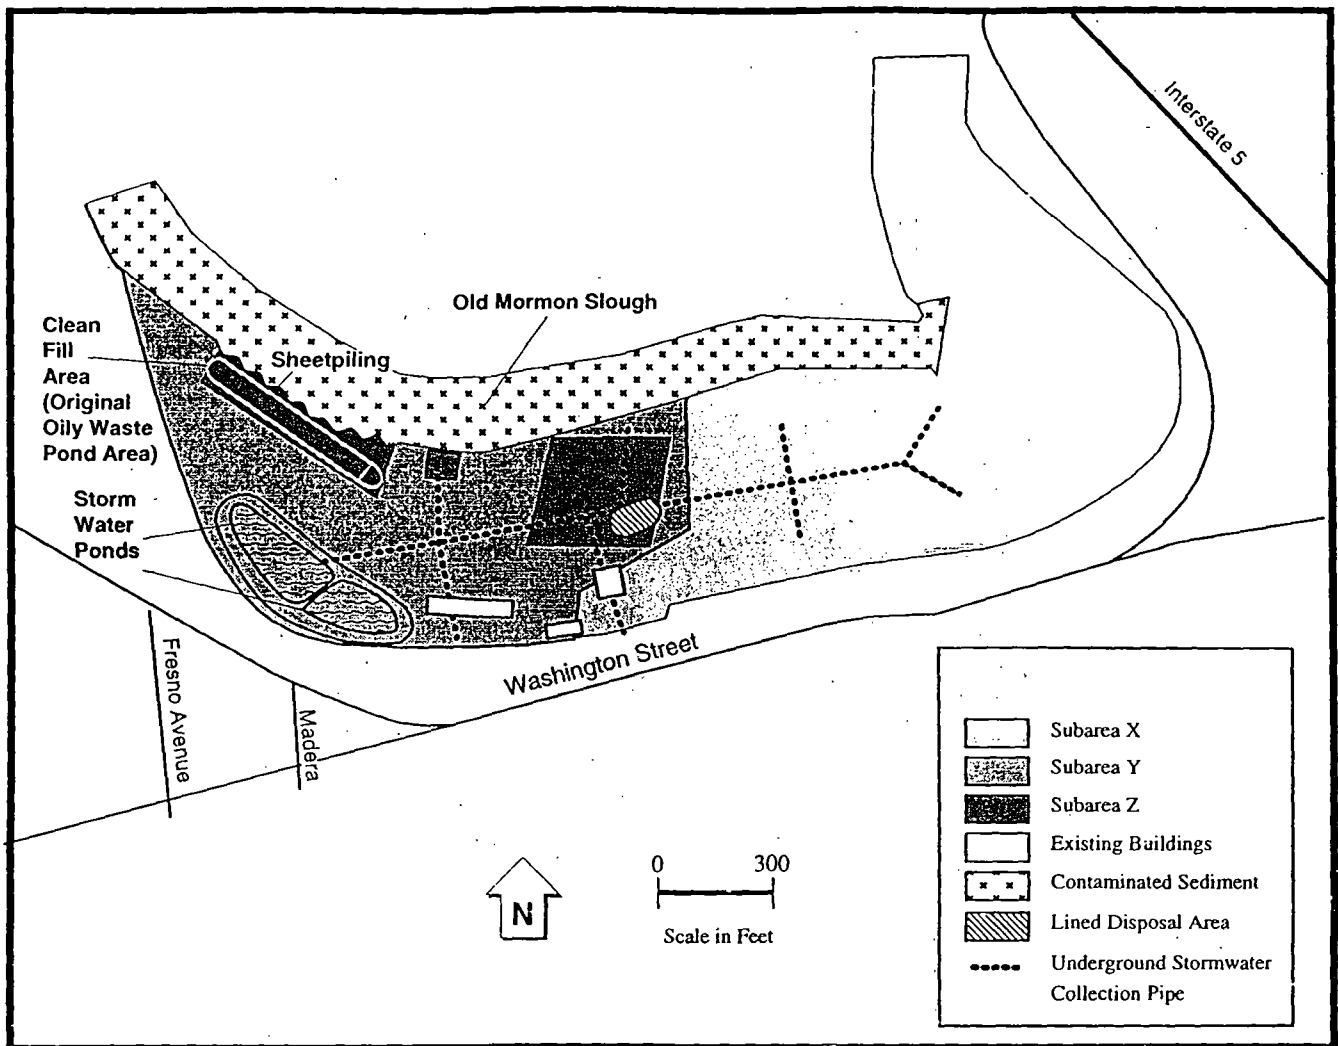 Interstate 5
Old Mormon Slough
Clean
Fill
Area
(Original
Oily Waste
Pond Area)
Sheetpiling
Storm
Water
Ponds
Washington Street
Fresno Avenue
Madera
N
0 300
Scale in Feet
Subarea X
Subarea Y
Subarea Z
Existing Buildings
Contaminated Sediment
Lined Disposal Area
Underground Stormwater
Collection Pipe